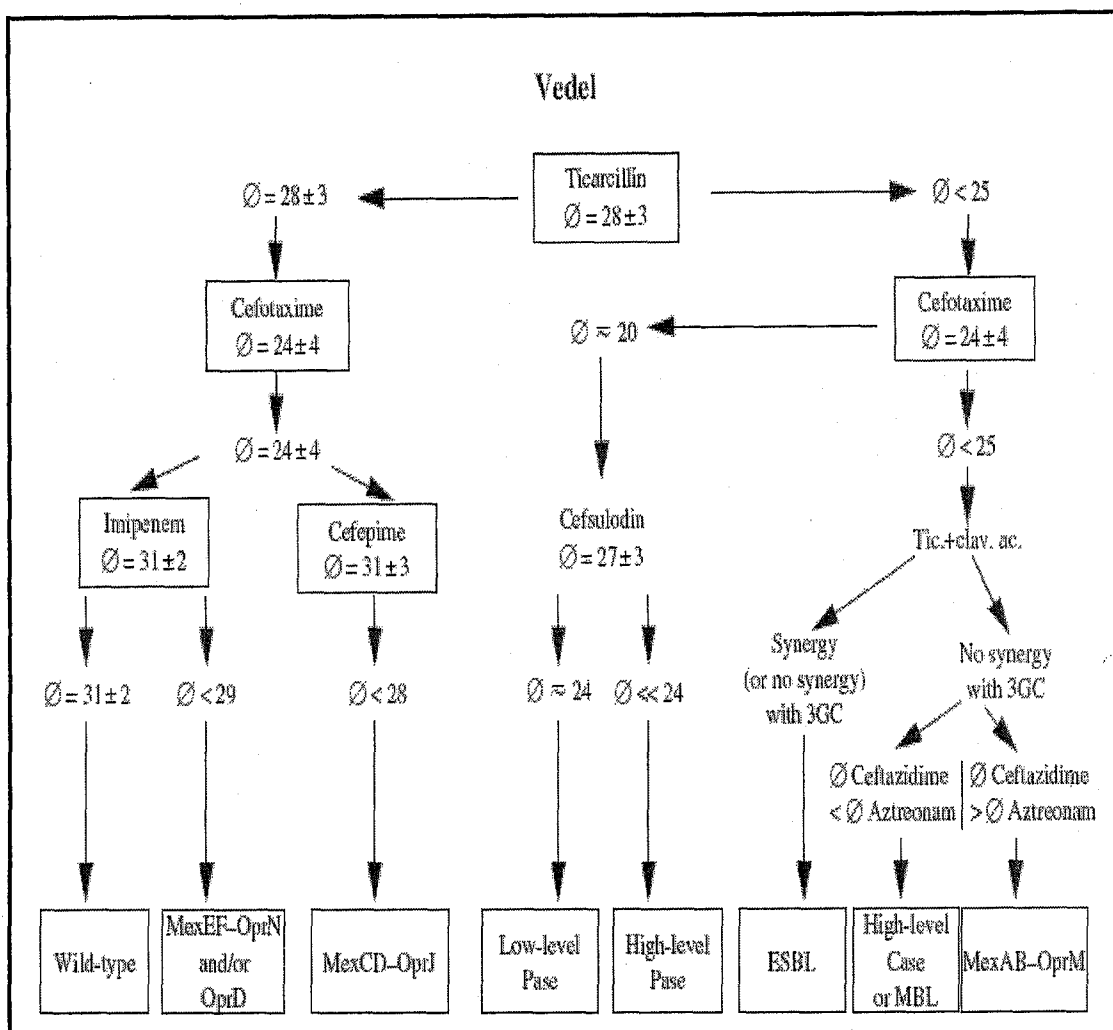 Vedel
Ticarcillin
∅ = 28 ± 3
∅ = 28 ± 3
∅ < 25
Cefotaxime
∅ = 24 ± 4
∅ ≈ 20
Cefotaxime
∅ = 24 ± 4
∅ = 24 ± 4
∅ < 25
Imipenem
∅ = 31 ± 2
Cefepime
∅ = 31 ± 3
Cefsulodin
∅ = 27 ± 3
Tic.+clav. ac.
∅ = 31 ± 2
∅ < 29
∅ < 28
∅ ≈ 24
∅ << 24
Synergy
(or no synergy)
with 3GC
No synergy
with 3GC
∅ Ceftazidime
< ∅ Aztreonam
∅ Ceftazidime
> ∅ Aztreonam
Wild-type
MexEF–OprN
and/or
OprD
MexCD–OprJ
Low-level
Pase
High-level
Pase
ESBL
High-level
Case
or MBL
MexAB–OprM